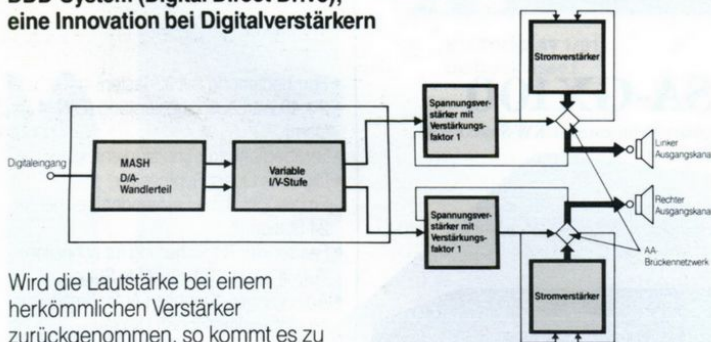 DDD-System (Digital Direct Drive),
eine Innovation bei Digitalverstärkern
Stromverstärker
Spannungsver-
stärker mit
Verstärkungs-
faktor 1
Linker
Ausgangskanal
Digitaleingang
MASH
D/A-
Wandlerteil
Variable
I/V-Stufe
Rechter
Ausgangskanal
Spannungsver-
stärker mit
Verstärkungs-
faktor 1
AA-
Brückennetzwerk
Stromverstärker
Wird die Lautstärke bei einem
herkömmlichen Verstärker
zurückgenommen, so kommt es zu